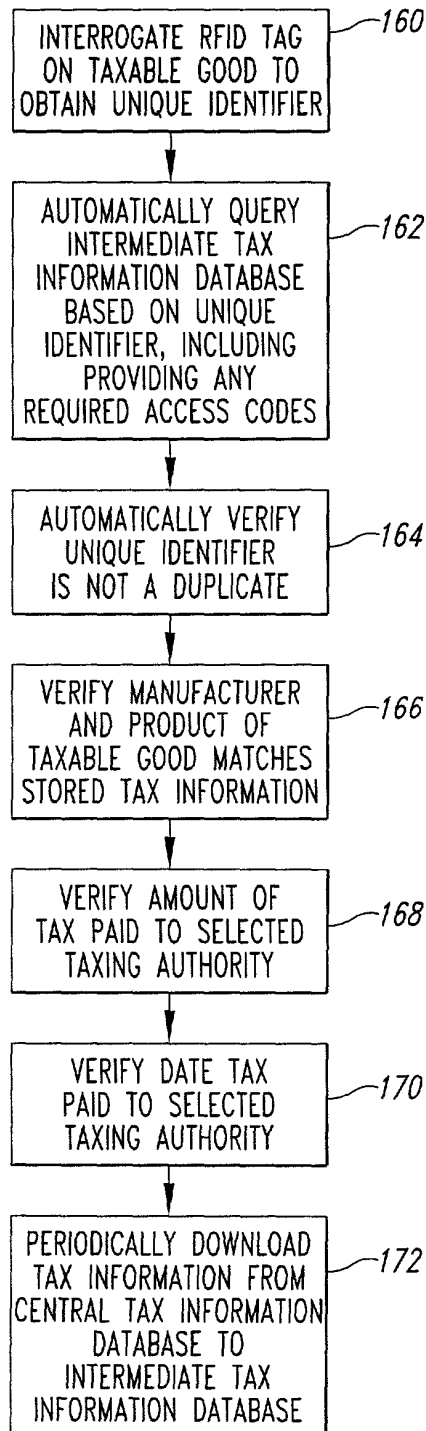 INTERROGATE RFID TAG
ON TAXABLE GOOD TO
OBTAIN UNIQUE IDENTIFIER
160
AUTOMATICALLY QUERY
INTERMEDIATE TAX
INFORMATION DATABASE
BASED ON UNIQUE
IDENTIFIER, INCLUDING
PROVIDING ANY
REQUIRED ACCESS CODES
162
AUTOMATICALLY VERIFY
UNIQUE IDENTIFIER
IS NOT A DUPLICATE
164
VERIFY MANUFACTURER
AND PRODUCT OF
TAXABLE GOOD MATCHES
STORED TAX INFORMATION
166
VERIFY AMOUNT OF
TAX PAID TO SELECTED
TAXING AUTHORITY
168
VERIFY DATE TAX
PAID TO SELECTED
TAXING AUTHORITY
170
PERIODICALLY DOWNLOAD
TAX INFORMATION FROM
CENTRAL TAX INFORMATION
DATABASE TO
INTERMEDIATE TAX
INFORMATION DATABASE
172